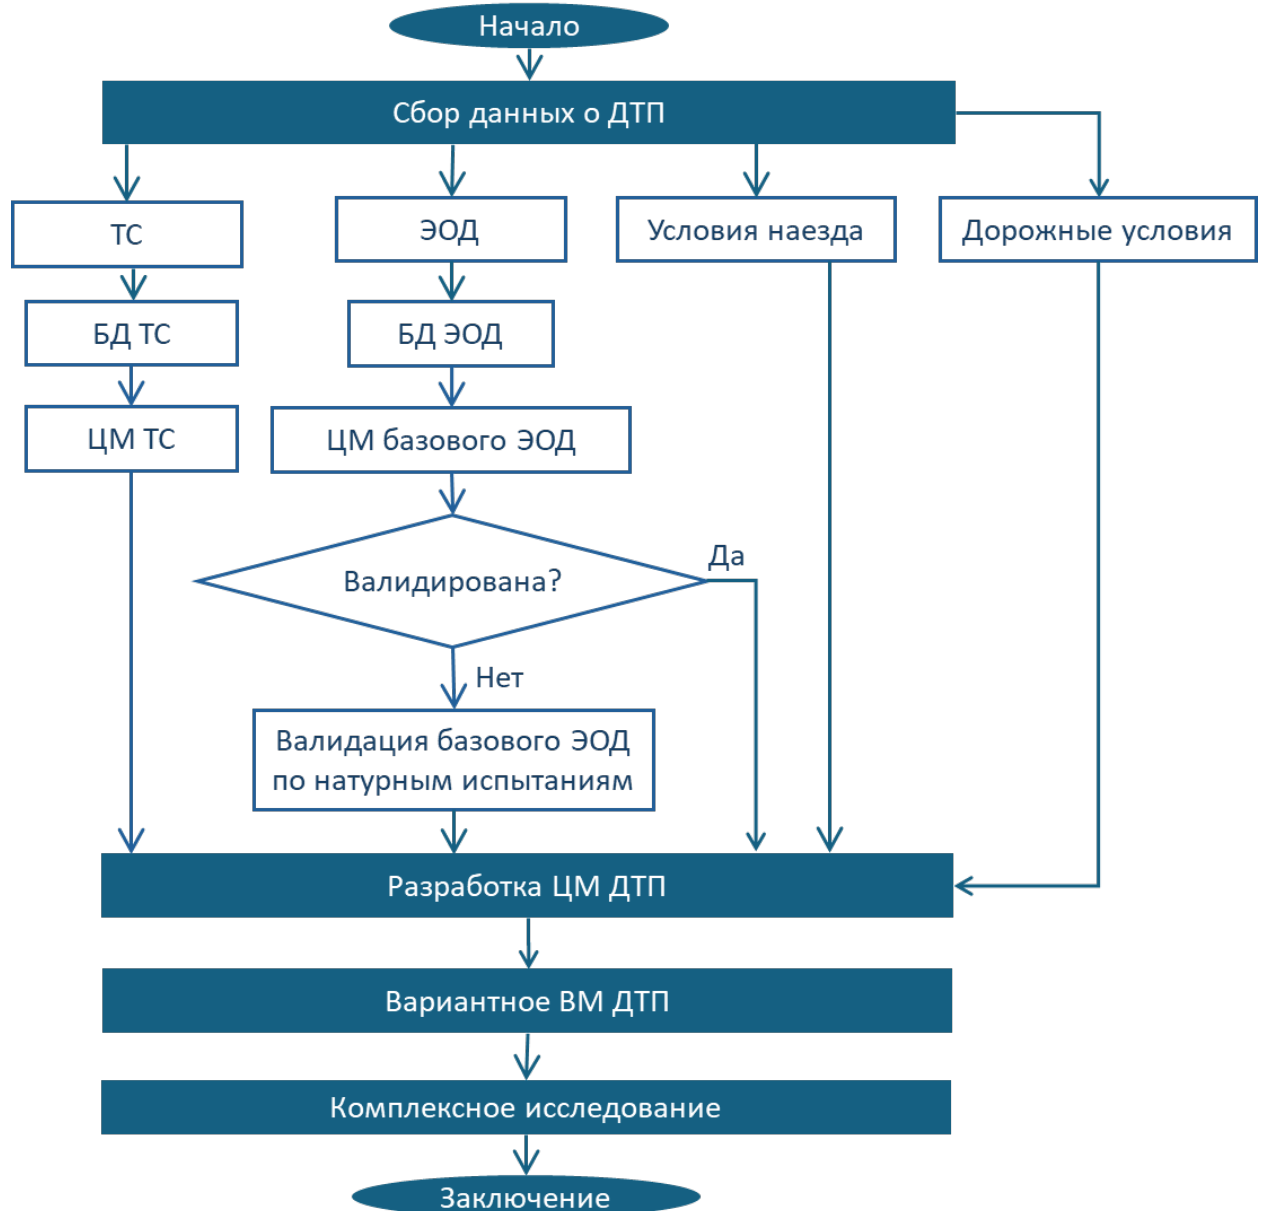 Начало
Сбор данных о ДТП
ТС
ЭОД
Условия наезда
Дорожные условия
БД ТС
БД ЭОД
ЦМ ТС
ЦМ базового ЭОД
Валидирована?
Да
Нет
Валидация базового ЭОД
по натурным испытаниям
Разработка ЦМ ДТП
Вариантное ВМ ДТП
Комплексное исследование
Заключение